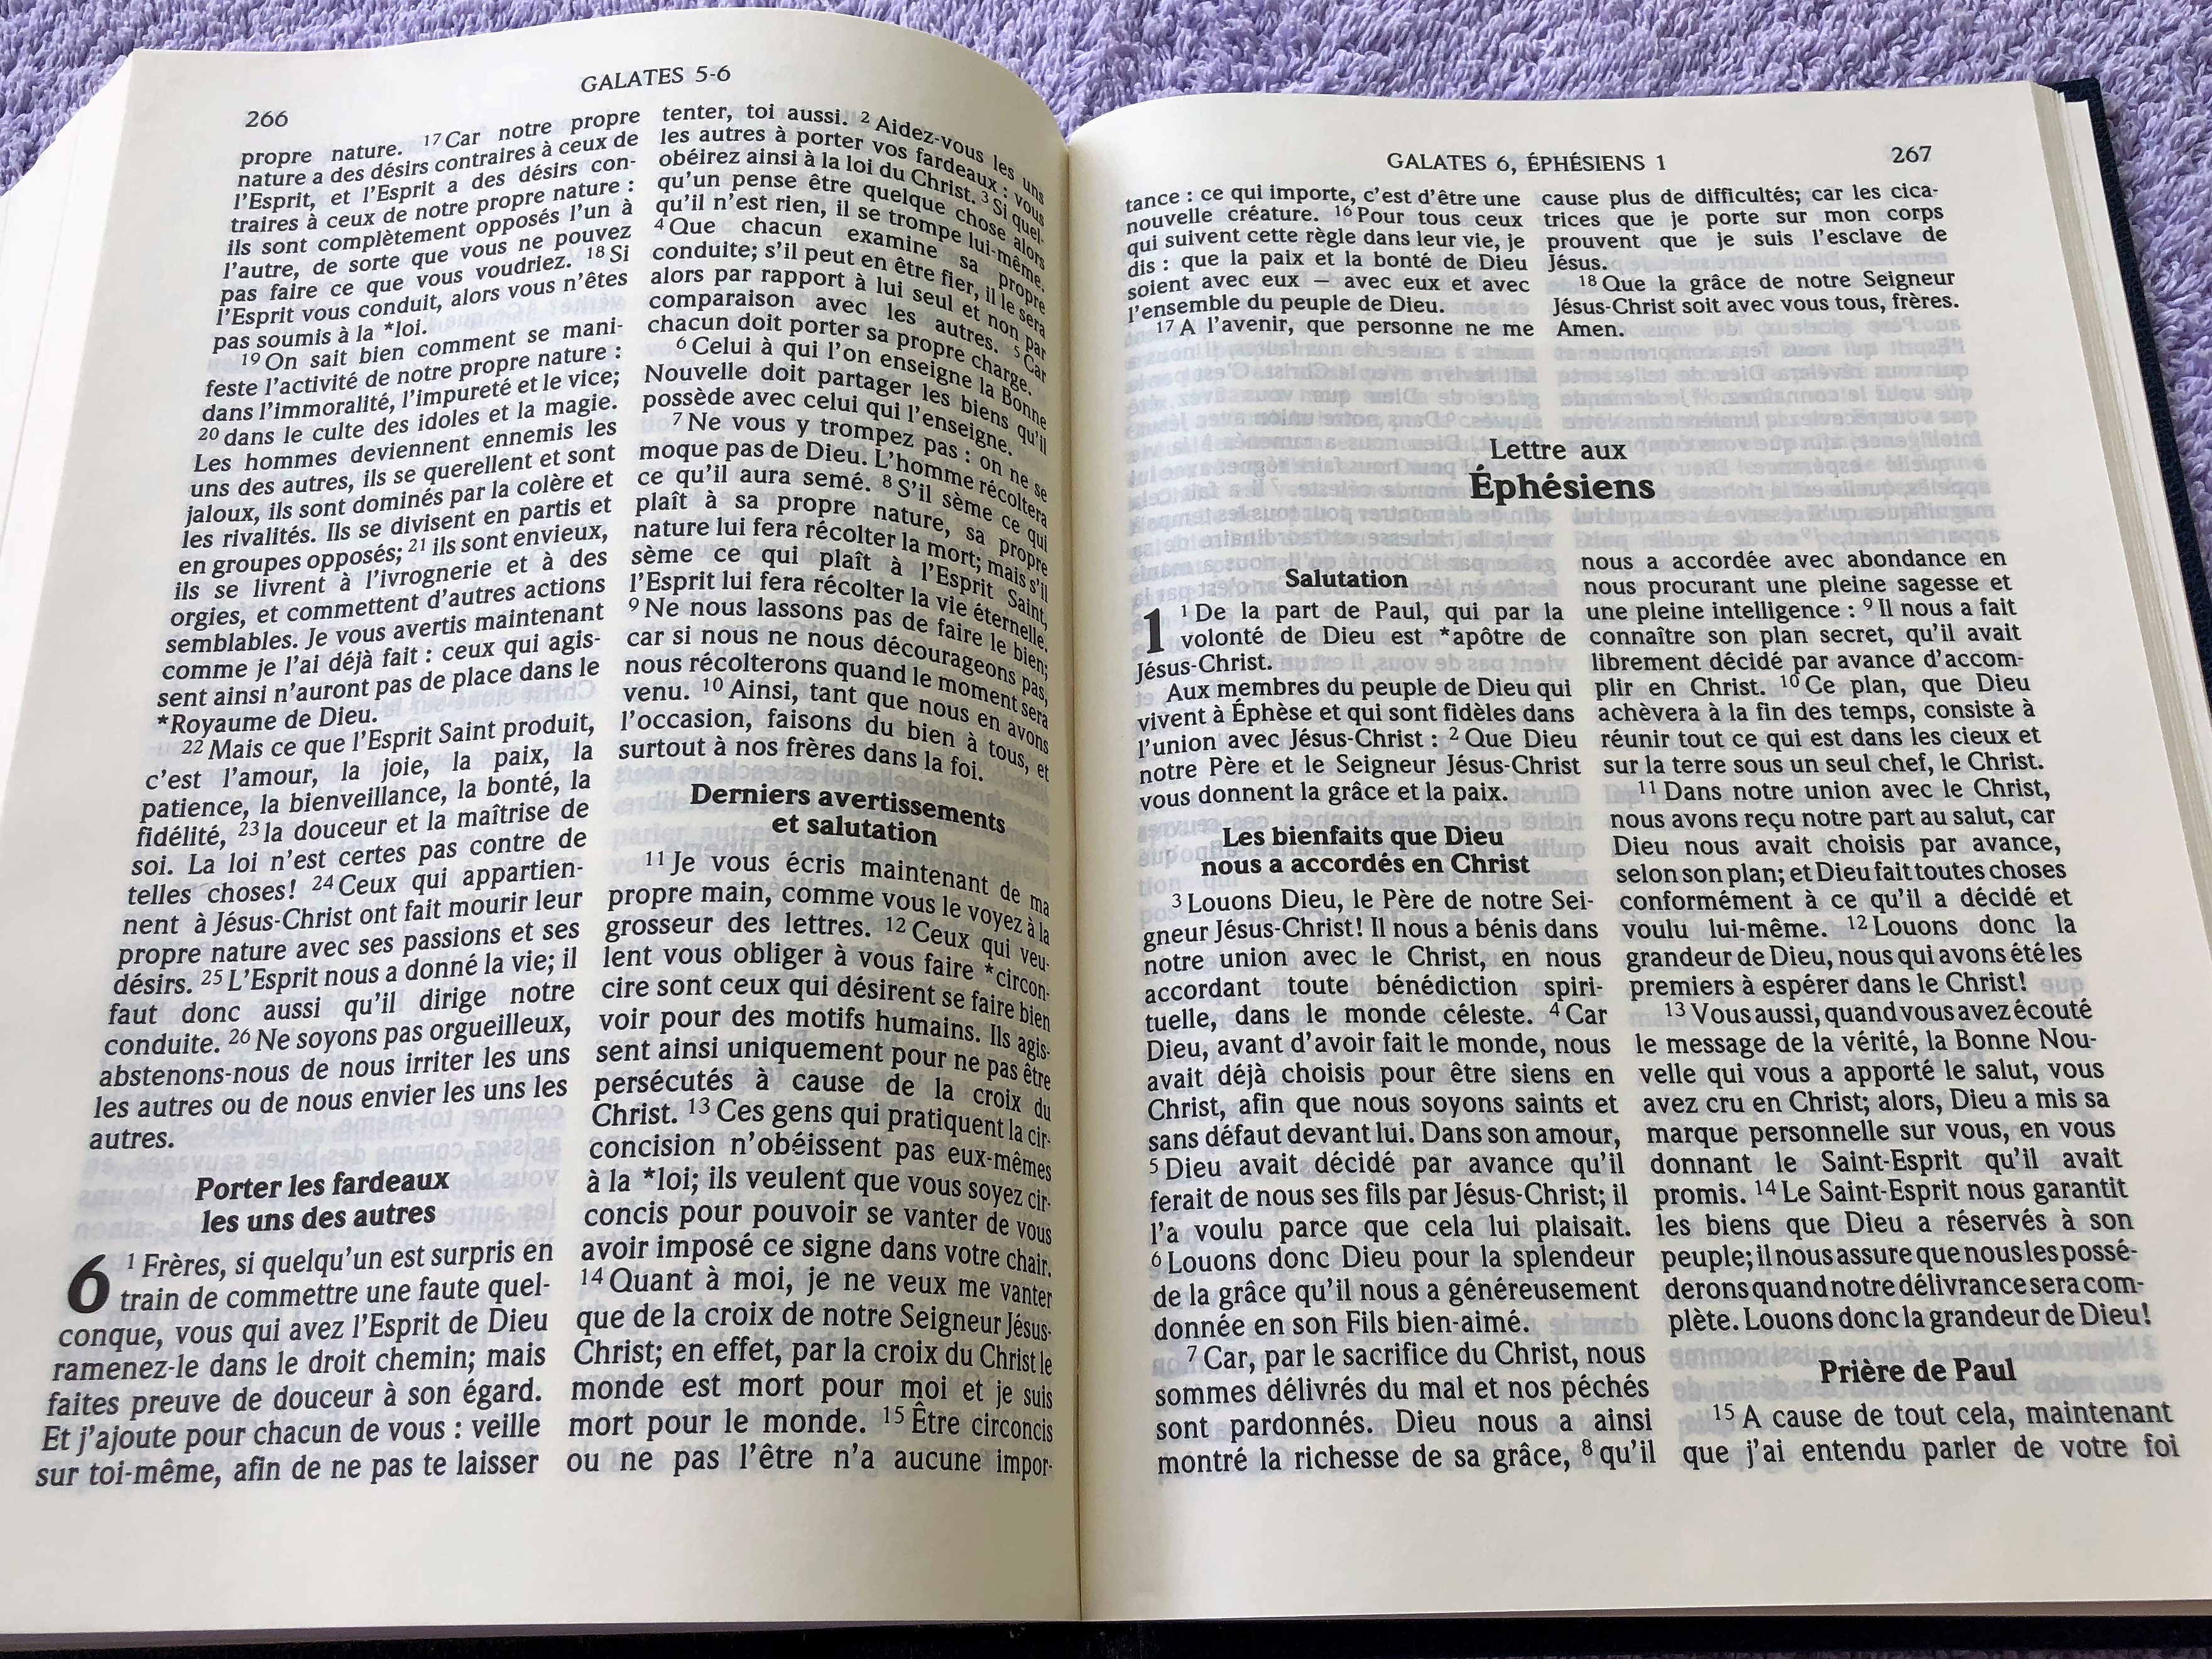 266
GALATES 5-6
propre nature. 17 Car notre propre
nature a des désirs contraires à ceux de
l'Esprit, et l'Esprit a des désirs con-
traires à ceux de notre propre nature :
ils sont complètement opposés l'un à
l'autre, de sorte que vous ne pouvez
pas faire ce que vous voudriez. 18 Si
l'Esprit vous conduit, alors vous n'êtes
pas soumis à la *loi.
19 On sait bien comment se mani-
feste l'activité de notre propre nature :
dans l'immoralité, l'impureté et le vice;
20 dans le culte des idoles et la magie.
Les hommes deviennent ennemis les
uns des autres, ils se querellent et sont
jaloux, ils sont dominés par la colère et
les rivalités. Ils se divisent en partis et
en groupes opposés; 21 ils sont envieux,
ils se livrent à l'ivrognerie et à des
orgies, et commettent d'autres actions
semblables. Je vous avertis maintenant
comme je l'ai déjà fait : ceux qui agis-
sent ainsi n'auront pas de place dans le
*Royaume de Dieu.
22 Mais ce que l'Esprit Saint produit,
c'est l'amour, la joie, la paix, la
patience, la bienveillance, la bonté, la
fidélité, 23 la douceur et la maîtrise de
soi. La loi n'est certes pas contre de
telles choses! 24 Ceux qui appartien-
nent à Jésus-Christ ont fait mourir leur
propre nature avec ses passions et ses
désirs. 25 L'Esprit nous a donné la vie; il
faut donc aussi qu'il dirige notre
conduite. 26 Ne soyons pas orgueilleux,
abstenons-nous de nous irriter les uns
les autres ou de nous envier les uns les
autres.
Porter les fardeaux
les uns des autres
6 1 Frères, si quelqu'un est surpris en
train de commettre une faute quel-
conque, vous qui avez l'Esprit de Dieu
ramenez-le dans le droit chemin; mais
faites preuve de douceur à son égard.
Et j'ajoute pour chacun de vous : veille
sur toi-même, afin de ne pas te laisser
tenter, toi aussi. 2 Aidez-vous les uns
les autres à porter vos fardeaux : vous
obéirez ainsi à la loi du Christ. 3 Si quel-
qu'un pense être quelque chose alors
qu'il n'est rien, il se trompe lui-même.
4 Que chacun examine sa propre
conduite; s'il peut en être fier, il le sera
alors par rapport à lui seul et non par
comparaison avec les autres. 5 Car
chacun doit porter sa propre charge.
6 Celui à qui l'on enseigne la Bonne
Nouvelle doit partager les biens qu'il
possède avec celui qui l'enseigne.
7 Ne vous y trompez pas : on ne se
moque pas de Dieu. L'homme récoltera
ce qu'il aura semé. 8 S'il sème ce qui
plaît à sa propre nature, sa propre
nature lui fera récolter la mort; mais s'il
sème ce qui plaît à l'Esprit Saint,
l'Esprit lui fera récolter la vie éternelle.
9 Ne nous lassons pas de faire le bien;
car si nous ne nous décourageons pas,
nous récolterons quand le moment sera
venu. 10 Ainsi, tant que nous en avons
l'occasion, faisons du bien à tous, et
surtout à nos frères dans la foi.
Derniers avertissements
et salutation
11 Je vous écris maintenant de ma
propre main, comme vous le voyez à la
grosseur des lettres. 12 Ceux qui veu-
lent vous obliger à vous faire *circon-
cire sont ceux qui désirent se faire bien
voir pour des motifs humains. Ils agis-
sent ainsi uniquement pour ne pas être
persécutés à cause de la croix du
Christ. 13 Ces gens qui pratiquent la cir-
concision n'obéissent pas eux-mêmes
à la *loi; ils veulent que vous soyez cir-
concis pour pouvoir se vanter de vous
avoir imposé ce signe dans votre chair.
14 Quant à moi, je ne veux me vanter
que de la croix de notre Seigneur Jésus-
Christ; en effet, par la croix du Christ le
monde est mort pour moi et je suis
mort pour le monde. 15 Être circoncis
ou ne pas l'être n'a aucune impor-
GALATES 6, ÉPHÉSIENS 1
267
tance : ce qui importe, c'est d'être une
nouvelle créature. 16 Pour tous ceux
qui suivent cette règle dans leur vie, je
dis : que la paix et la bonté de Dieu
soient avec eux — avec eux et avec
l'ensemble du peuple de Dieu.
17 A l'avenir, que personne ne me
cause plus de difficultés; car les cica-
trices que je porte sur mon corps
prouvent que je suis l'esclave de
Jésus.
18 Que la grâce de notre Seigneur
Jésus-Christ soit avec vous tous, frères.
Amen.
Lettre aux
Éphésiens
Salutation
1 1 De la part de Paul, qui par la
volonté de Dieu est *apôtre de
Jésus-Christ.
Aux membres du peuple de Dieu qui
vivent à Éphèse et qui sont fidèles dans
l'union avec Jésus-Christ : 2 Que Dieu
notre Père et le Seigneur Jésus-Christ
vous donnent la grâce et la paix.
Les bienfaits que Dieu
nous a accordés en Christ
3 Louons Dieu, le Père de notre Sei-
gneur Jésus-Christ! Il nous a bénis dans
notre union avec le Christ, en nous
accordant toute bénédiction spiri-
tuelle, dans le monde céleste. 4 Car
Dieu, avant d'avoir fait le monde, nous
avait déjà choisis pour être siens en
Christ, afin que nous soyons saints et
sans défaut devant lui. Dans son amour,
5 Dieu avait décidé par avance qu'il
ferait de nous ses fils par Jésus-Christ; il
l'a voulu parce que cela lui plaisait.
6 Louons donc Dieu pour la splendeur
de la grâce qu'il nous a généreusement
donnée en son Fils bien-aimé.
7 Car, par le sacrifice du Christ, nous
sommes délivrés du mal et nos péchés
sont pardonnés. Dieu nous a ainsi
montré la richesse de sa grâce, 8 qu'il
nous a accordée avec abondance en
nous procurant une pleine sagesse et
une pleine intelligence : 9 Il nous a fait
connaître son plan secret, qu'il avait
librement décidé par avance d'accom-
plir en Christ. 10 Ce plan, que Dieu
achèvera à la fin des temps, consiste à
réunir tout ce qui est dans les cieux et
sur la terre sous un seul chef, le Christ.
11 Dans notre union avec le Christ,
nous avons reçu notre part au salut, car
Dieu nous avait choisis par avance,
selon son plan; et Dieu fait toutes choses
conformément à ce qu'il a décidé et
voulu lui-même. 12 Louons donc la
grandeur de Dieu, nous qui avons été les
premiers à espérer dans le Christ!
13 Vous aussi, quand vous avez écouté
le message de la vérité, la Bonne Nou-
velle qui vous a apporté le salut, vous
avez cru en Christ; alors, Dieu a mis sa
marque personnelle sur vous, en vous
donnant le Saint-Esprit qu'il avait
promis. 14 Le Saint-Esprit nous garantit
les biens que Dieu a réservés à son
peuple; il nous assure que nous les possé-
derons quand notre délivrance sera com-
plète. Louons donc la grandeur de Dieu!
Prière de Paul
15 A cause de tout cela, maintenant
que j'ai entendu parler de votre foi